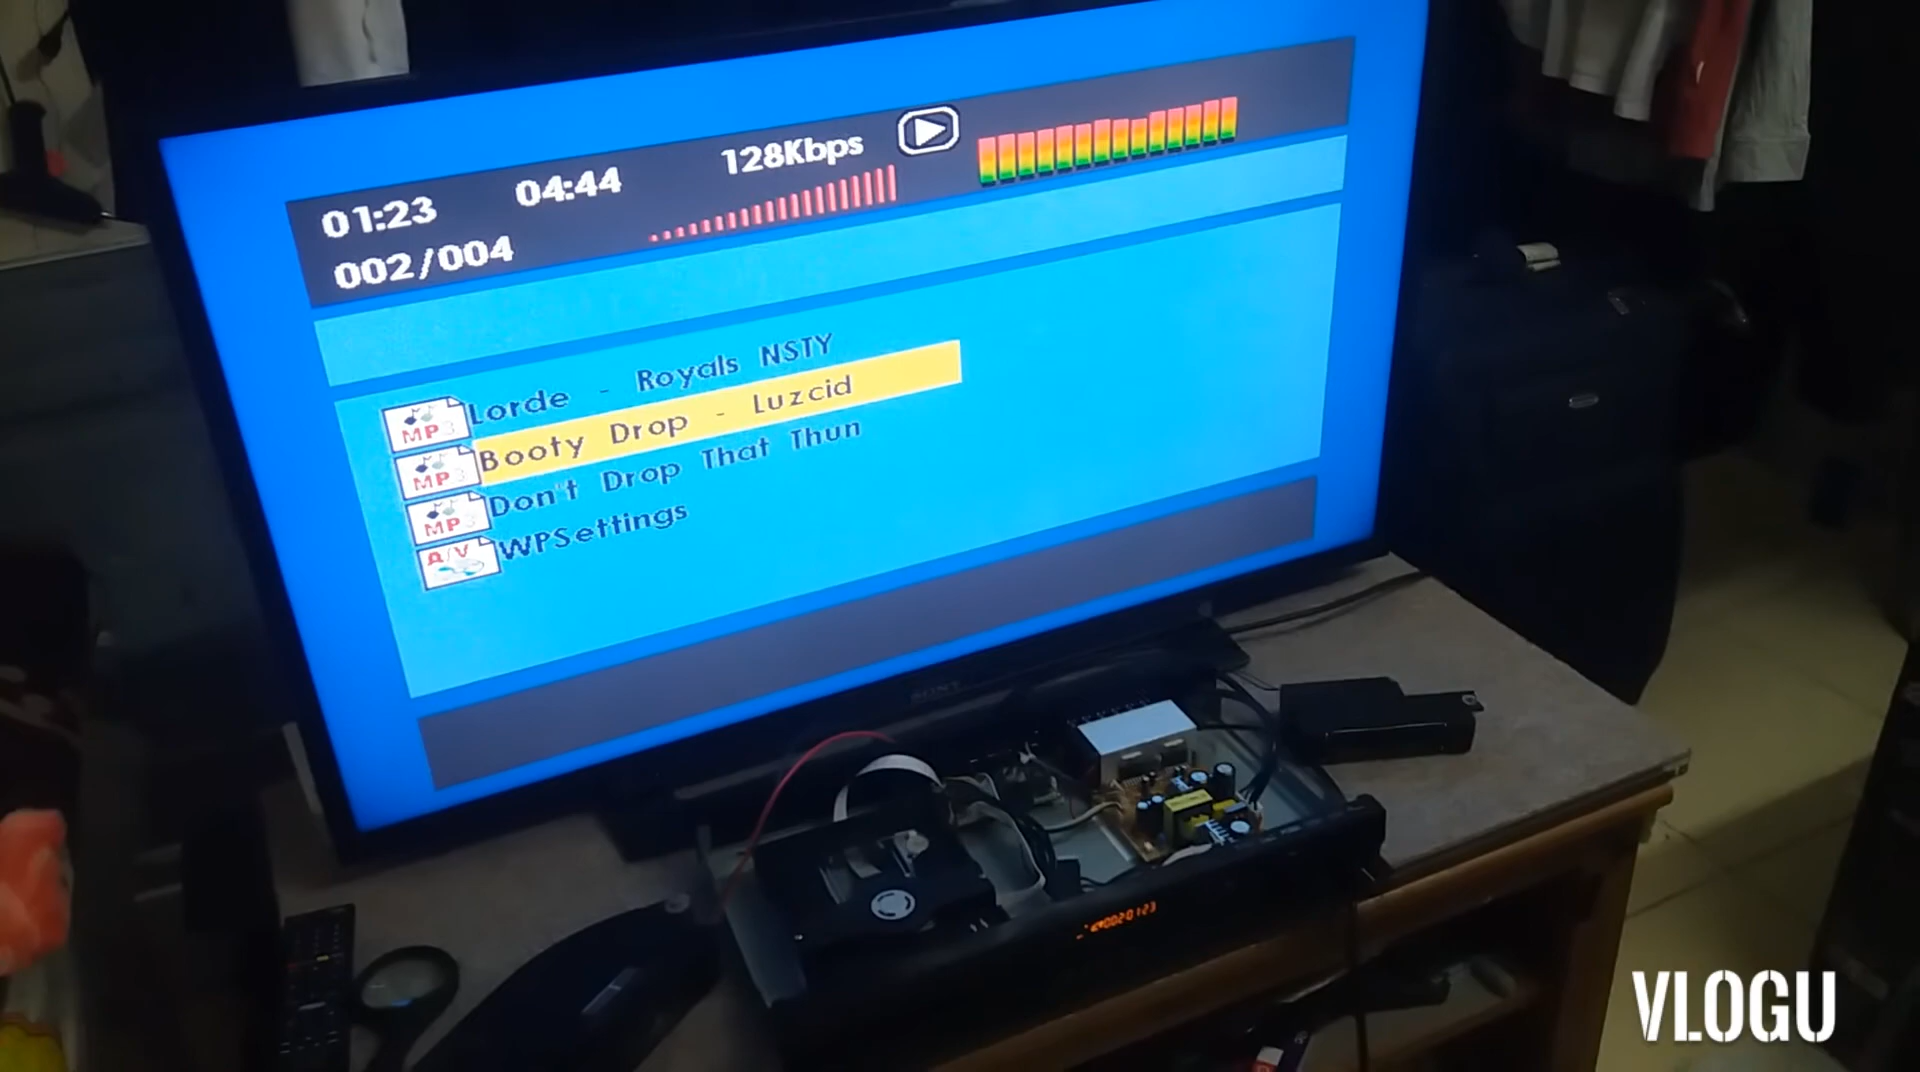 01:23 04:44 128Kbps
002/004
MP3 Lorde - Royals NSTY
MP3 Booty Drop - Luzcid
MP3 Don't Drop That Thun
A/V WPSettings
SONY
VLOGU